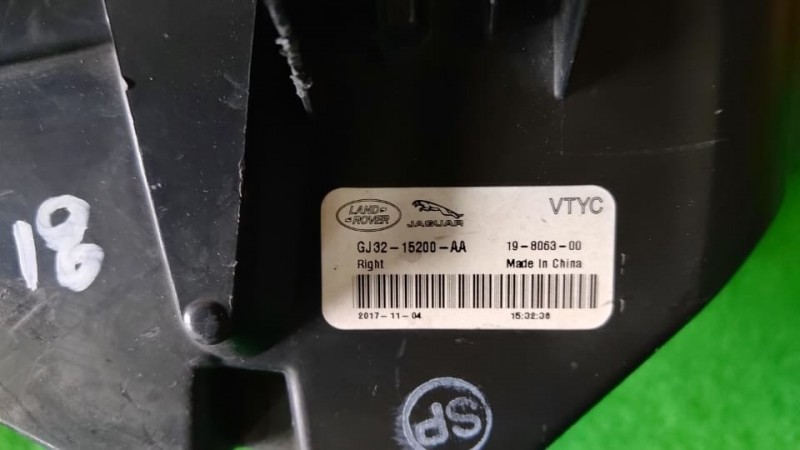 18
LAND ROVER
JAGUAR
VTYC
GJ32-15200-AA 19-8063-00
Right Made In China
2017-11-04 15:32:38
SP